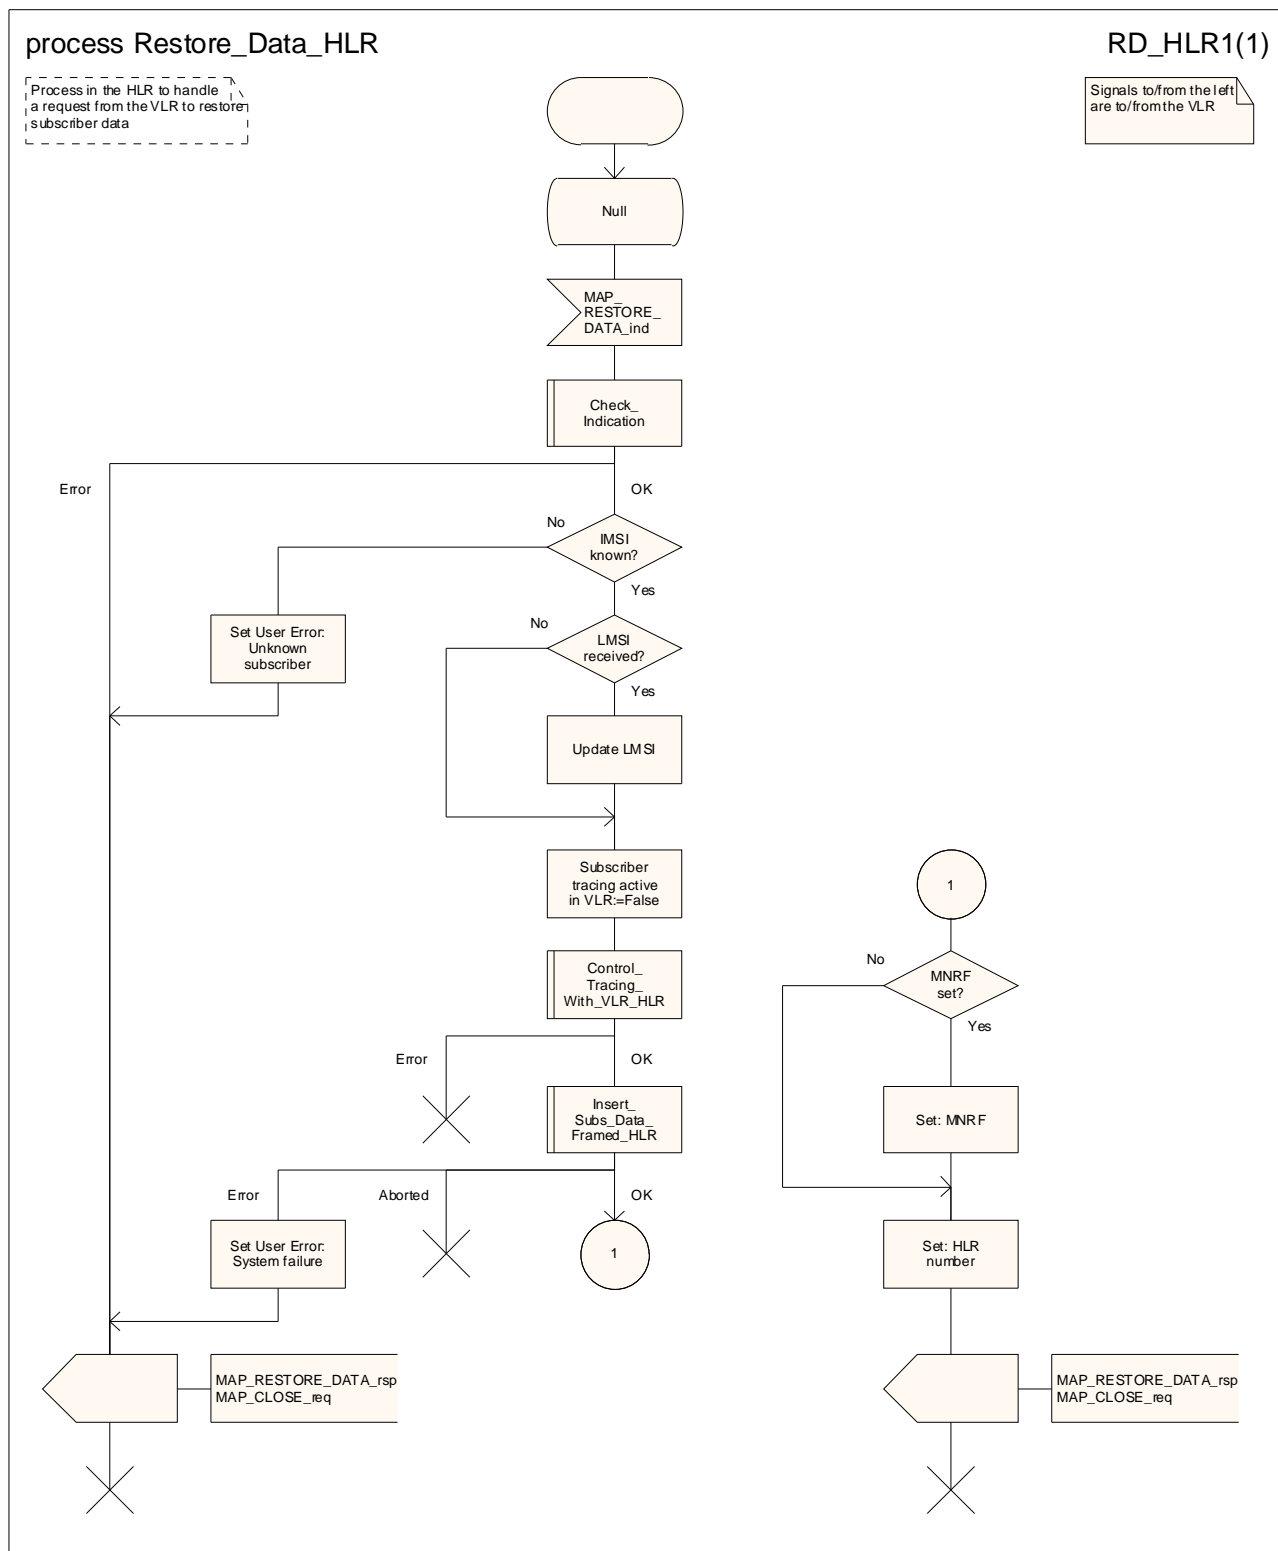 process Restore_Data_HLR
RD_HLR1(1)
Process in the HLR to handle
a request from the VLR to restore
subscriber data
Signals to/from the left
are to/from the VLR
Null
MAP_
RESTORE_
DATA_ind
Check_
Indication
Error
OK
No
IMSI
known?
Yes
Set User Error:
Unknown
subscriber
No
LMSI
received?
Yes
Update LMSI
Subscriber
tracing active
in VLR:=False
Control_
Tracing_
With_VLR_HLR
Error
OK
Insert_
Subs_Data_
Framed_HLR
Error
Aborted
OK
Set User Error:
System failure
1
MAP_RESTORE_DATA_rsp
MAP_CLOSE_req
1
No
MNRF
set?
Yes
Set: MNRF
Set: HLR
number
MAP_RESTORE_DATA_rsp
MAP_CLOSE_req